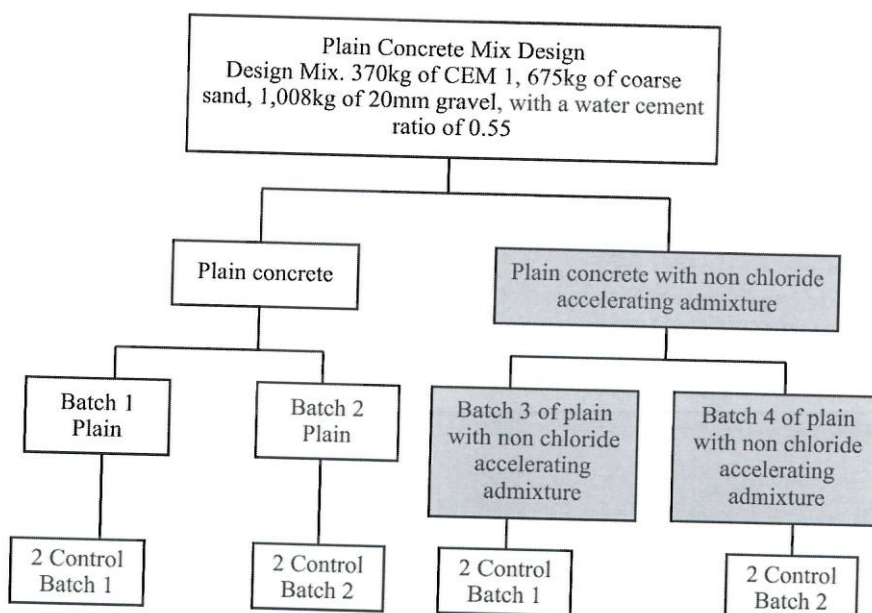 Plain Concrete Mix Design
Design Mix. 370kg of CEM 1, 675kg of coarse
sand, 1,008kg of 20mm gravel, with a water cement
ratio of 0.55
Plain concrete
Plain concrete with non chloride
accelerating admixture
Batch 1
Plain
Batch 2
Plain
Batch 3 of plain
with non chloride
accelerating
admixture
Batch 4 of plain
with non chloride
accelerating
admixture
2 Control
Batch 1
2 Control
Batch 2
2 Control
Batch 1
2 Control
Batch 2